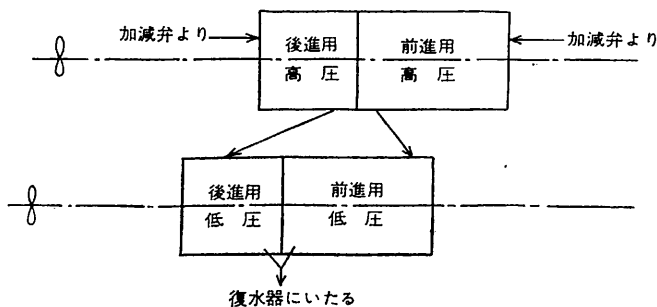 加減弁より
後進用
高 圧
前進用
高 圧
加減弁より
後進用
低 圧
前進用
低 圧
復水器にいたる